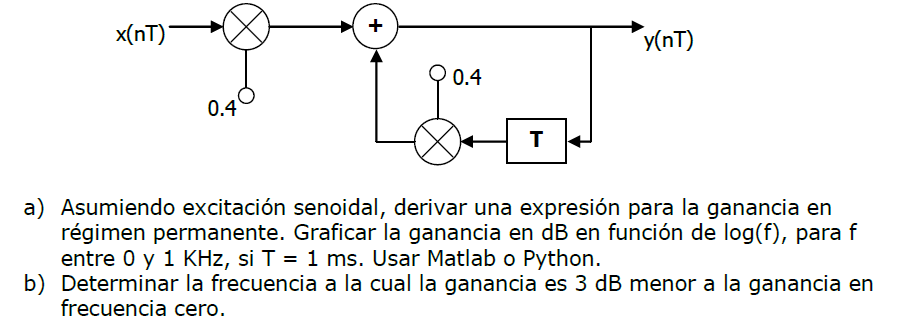 +
x(nT)
y(nT)
0.4
0.4
T
a) Asumiendo excitación senoidal, derivar una expresión para la ganancia en
régimen permanente. Graficar la ganancia en dB en función de log(f), para f
entre 0 y 1 KHz, si T = 1 ms. Usar Matlab o Python.
b) Determinar la frecuencia a la cual la ganancia es 3 dB menor a la ganancia en
frecuencia cero.